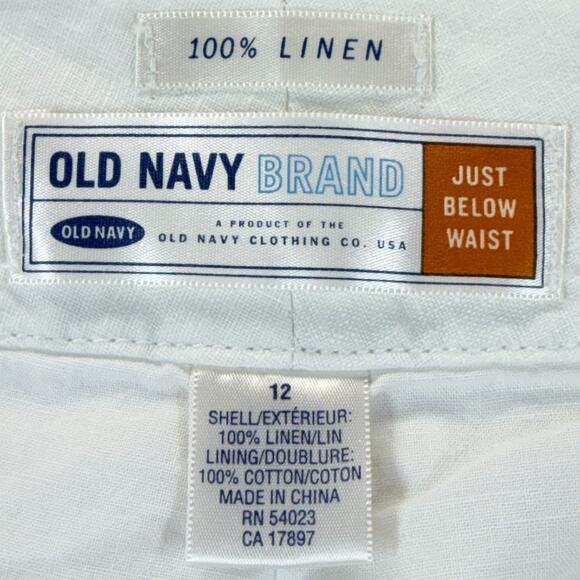 100% LINEN
OLD NAVY BRAND
OLD NAVY
A PRODUCT OF THE
OLD NAVY CLOTHING CO. USA
JUST
BELOW
WAIST
12
SHELL/EXTÉRIEUR:
100% LINEN/LIN
LINING/DOUBLURE:
100% COTTON/COTON
MADE IN CHINA
RN 54023
CA 17897